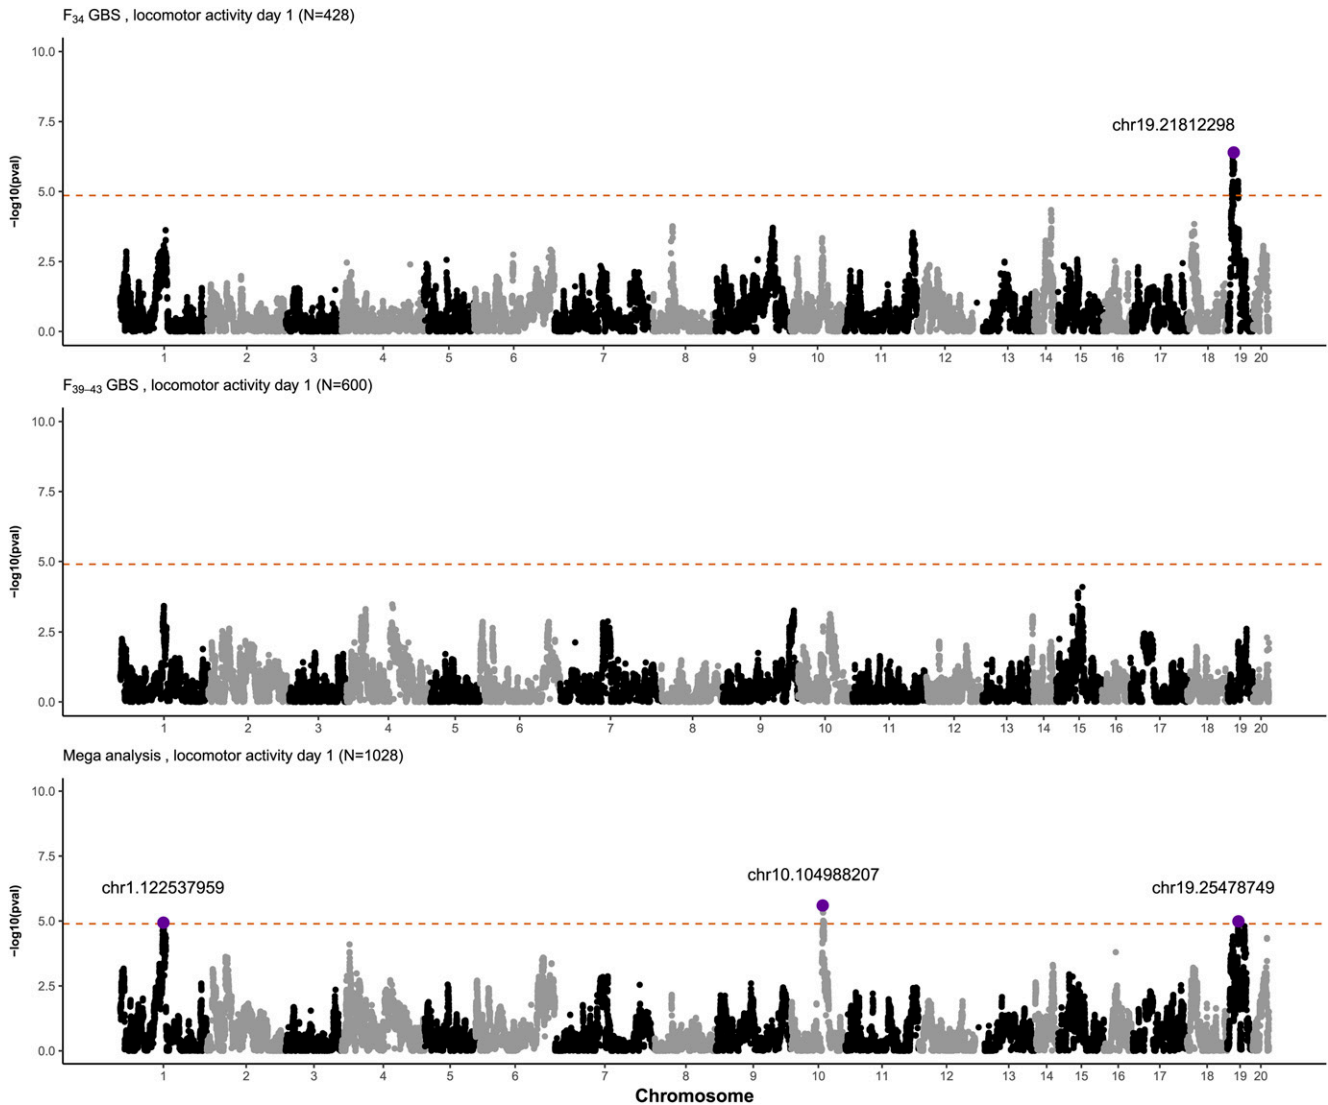 F₃₄ GBS , locomotor activity day 1 (N=428)
10.0
7.5
5.0
2.5
0.0
−log10(pval)
chr19.21812298
1 2 3 4 5 6 7 8 9 10 11 12 13 14 15 16 17 18 19 20
F₃₉₋₄₃ GBS , locomotor activity day 1 (N=600)
10.0
7.5
5.0
2.5
0.0
−log10(pval)
1 2 3 4 5 6 7 8 9 10 11 12 13 14 15 16 17 18 19 20
Mega analysis , locomotor activity day 1 (N=1028)
10.0
7.5
5.0
2.5
0.0
−log10(pval)
chr1.122537959
chr10.104988207
chr19.25478749
1 2 3 4 5 6 7 8 9 10 11 12 13 14 15 16 17 18 19 20
Chromosome